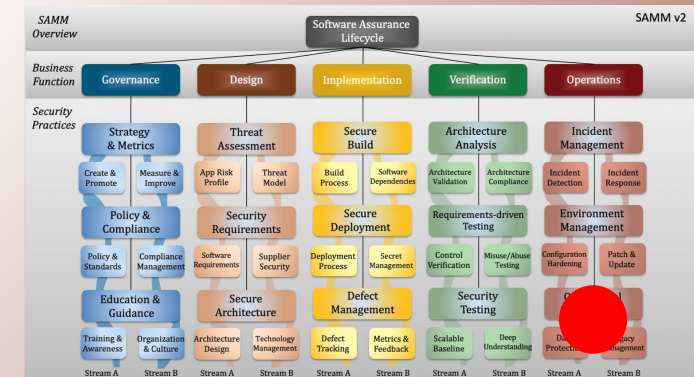 SAMM
Overview
Software Assurance
Lifecycle
SAMM v2
Business
Function
Governance
Design
Implementation
Verification
Operations
Security
Practices
Strategy
& Metrics
Threat
Assessment
Secure
Build
Architecture
Analysis
Incident
Management
Create &
Promote
Measure &
Improve
App Risk
Profile
Threat
Model
Build
Process
Software
Dependencies
Architecture
Validation
Architecture
Compliance
Incident
Detection
Incident
Response
Policy &
Compliance
Security
Requirements
Secure
Deployment
Requirements-driven
Testing
Environment
Management
Policy &
Standards
Compliance
Management
Software
Requirements
Supplier
Security
Deployment
Process
Secret
Management
Control
Verification
Misuse/Abuse
Testing
Configuration
Hardening
Patch &
Update
Education &
Guidance
Secure
Architecture
Defect
Management
Security
Testing
Training &
Awareness
Organization
& Culture
Architecture
Design
Technology
Management
Defect
Tracking
Metrics &
Feedback
Scalable
Baseline
Deep
Understanding
Stream A
Stream B
Stream A
Stream B
Stream A
Stream B
Stream A
Stream B
Stream A
Stream B